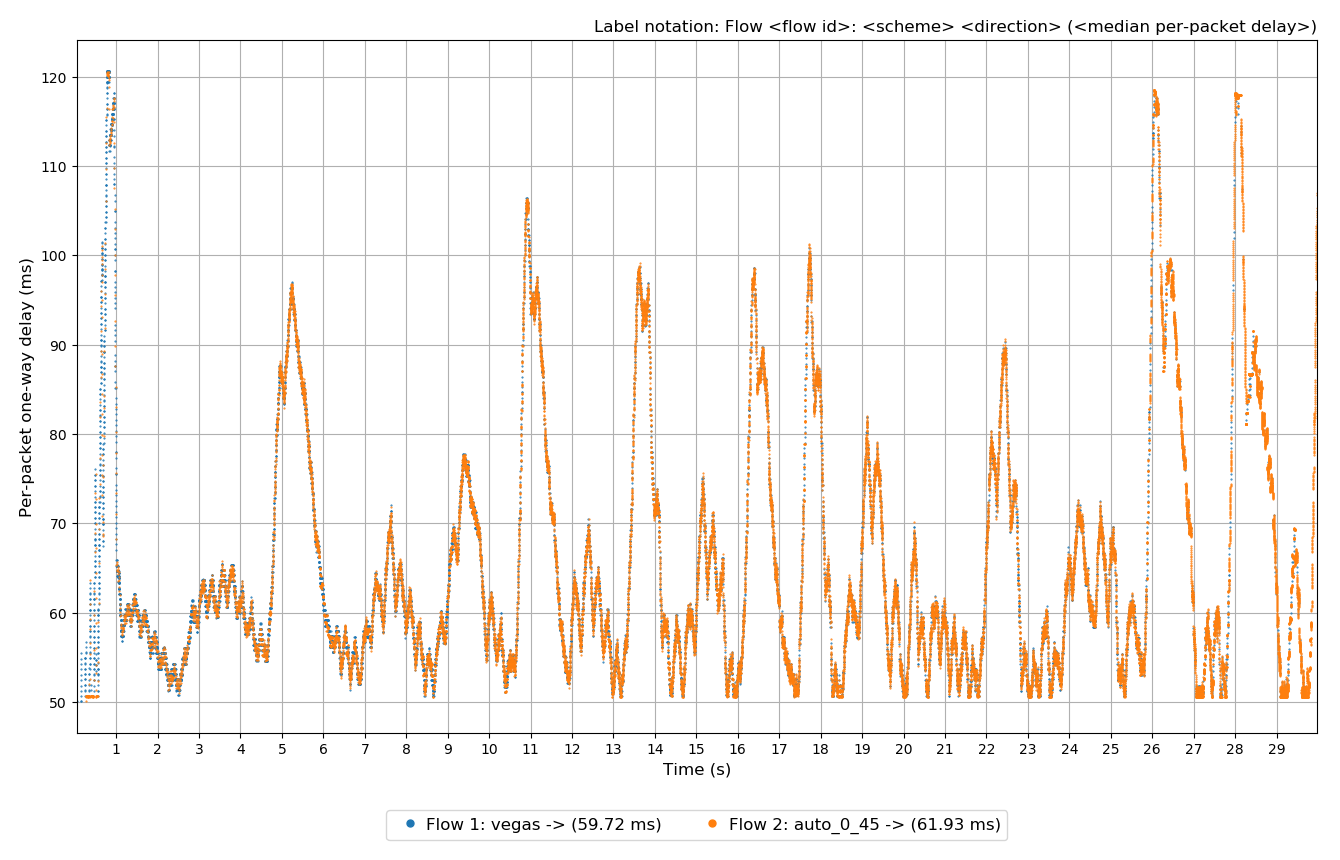 Label notation: Flow <flow id>: <scheme> <direction> (<median per-packet delay>)
Per-packet one-way delay (ms)
120
110
100
90
80
70
60
50
1 2 3 4 5 6 7 8 9 10 11 12 13 14 15 16 17 18 19 20 21 22 23 24 25 26 27 28 29
Time (s)
Flow 1: vegas -> (59.72 ms) Flow 2: auto_0_45 -> (61.93 ms)